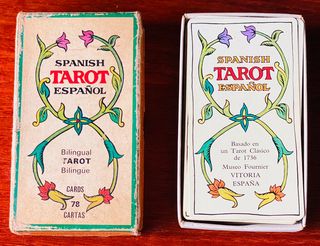 SPANISH
TAROT
ESPAÑOL
Bilingual
TAROT
Bilingue
CARDS
78
CARTAS
SPANISH
TAROT
ESPAÑOL
Basado en
un Tarot Clásico
de 1736
Museo Fournier
VITORIA
ESPAÑA